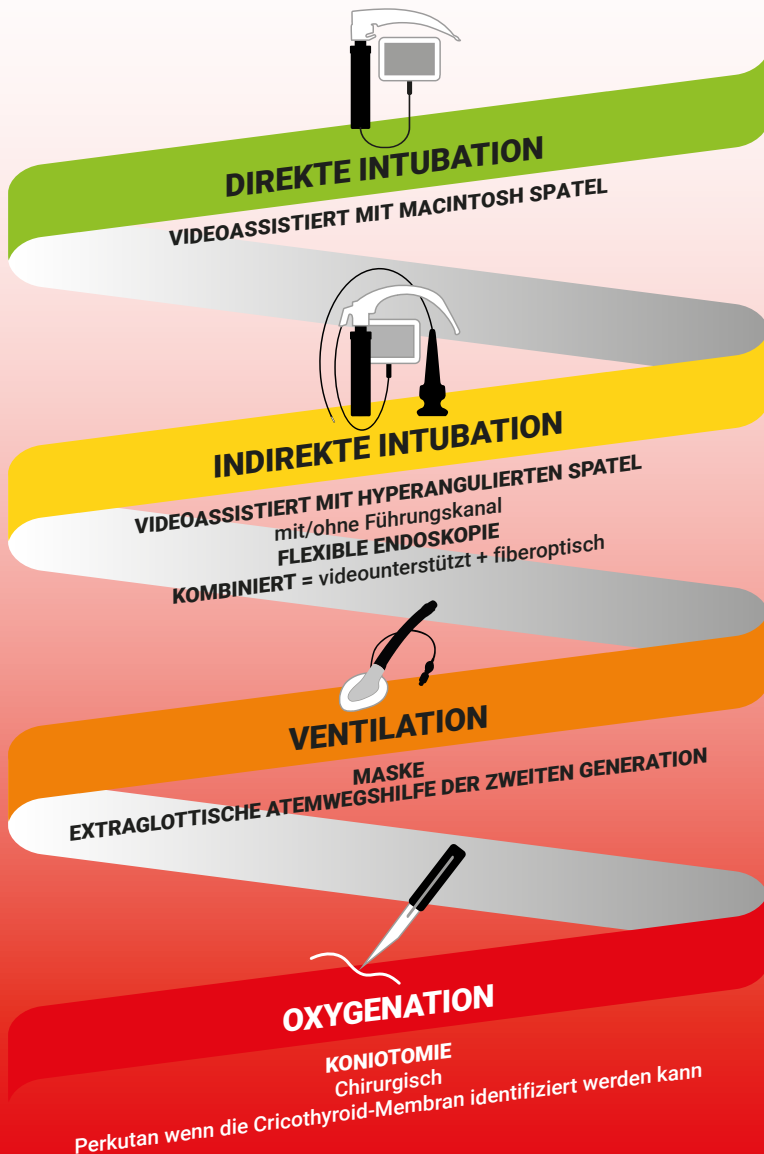 DIREKTE INTUBATION
VIDEOASSISTIERT MIT MACINTOSH SPATEL
INDIREKTE INTUBATION
VIDEOASSISTIERT MIT HYPERANGULIERTEN SPATEL
mit/ohne Führungskanal
FLEXIBLE ENDOSKOPIE
KOMBINIERT = videounterstützt + fiberoptisch
VENTILATION
MASKE
EXTRAGLOTTISCHE ATEMWEGSHILFE DER ZWEITEN GENERATION
OXYGENATION
KONIOTOMIE
Chirurgisch
Perkutan wenn die Cricothyroid-Membran identifiziert werden kann